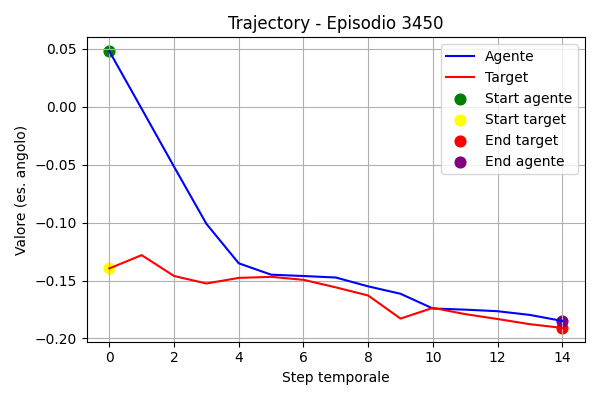 Trajectory - Episodio 3450
Valore (es. angolo)
0.05
0.00
−0.05
−0.10
−0.15
−0.20
Agente
Target
Start agente
Start target
End target
End agente
0 2 4 6 8 10 12 14
Step temporale